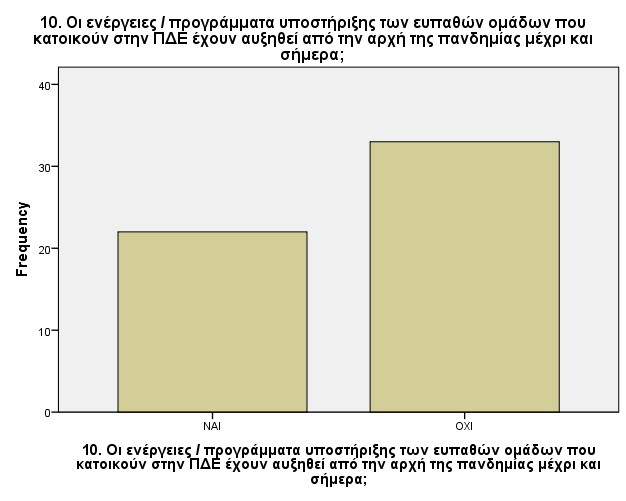 10. Οι ενέργειες / προγράμματα υποστήριξης των ευπαθών ομάδων που
κατοικούν στην ΠΔΕ έχουν αυξηθεί από την αρχή της πανδημίας μέχρι και
σήμερα;
40
30
20
10
0
Frequency
ΝΑΙ
ΟΧΙ
10. Οι ενέργειες / προγράμματα υποστήριξης των ευπαθών ομάδων που
κατοικούν στην ΠΔΕ έχουν αυξηθεί από την αρχή της πανδημίας μέχρι και
σήμερα;